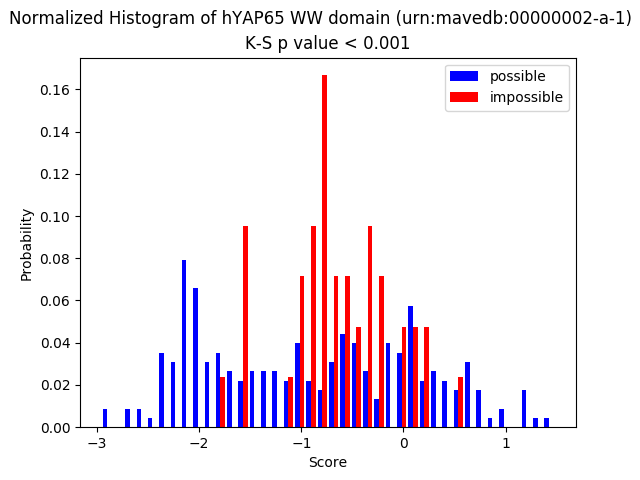 Normalized Histogram of hYAP65 WW domain (urn:mavedb:00000002-a-1)
K-S p value < 0.001
possible
impossible
0.16
0.14
0.12
0.10
0.08
0.06
0.04
0.02
0.00
Probability
−3
−2
−1
0
1
Score